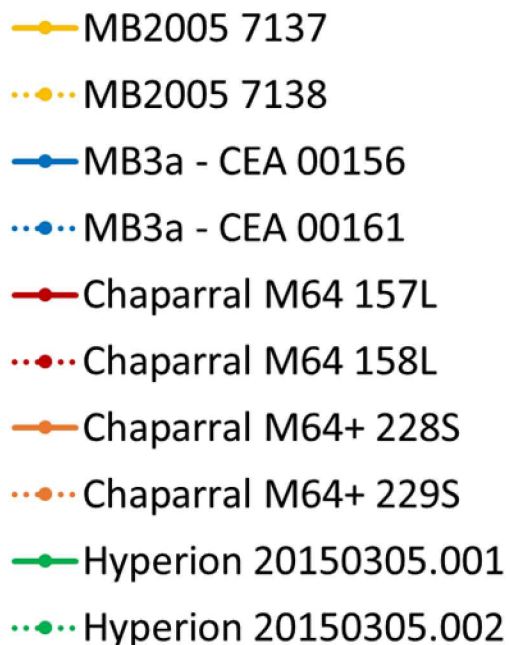 MB2005 7137
MB2005 7138
MB3a - CEA 00156
MB3a - CEA 00161
Chaparral M64 157L
Chaparral M64 158L
Chaparral M64+ 228S
Chaparral M64+ 229S
Hyperion 20150305.001
Hyperion 20150305.002